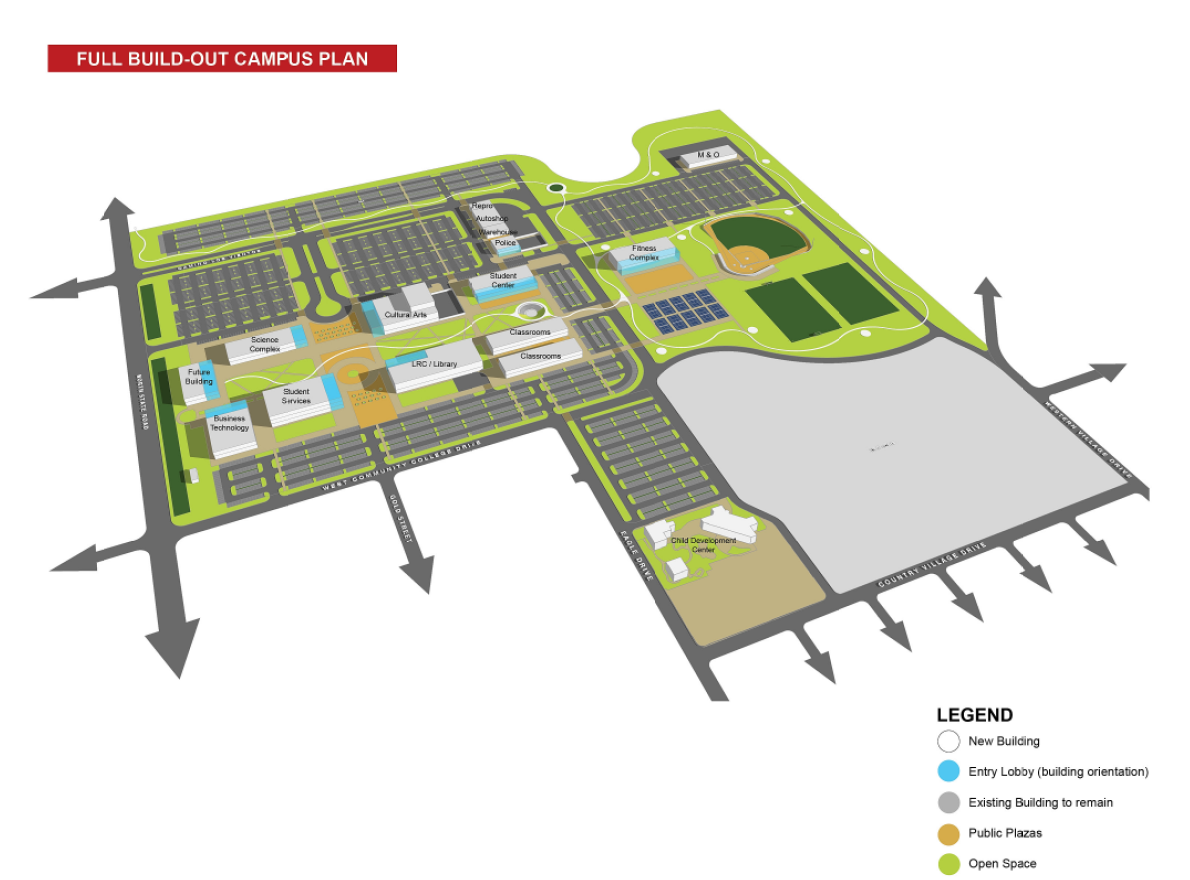 FULL BUILD-OUT CAMPUS PLAN
M & O
Repro
Autoshop
Warehouse
Police
Fitness
Complex
Student
Center
Cultural Arts
Classrooms
Science
Complex
Classrooms
LRC / Library
Future
Building
Student
Services
Business
Technology
NORTH STATE ROAD
WESTERN VILLAGE DRIVE
WEST COMMUNITY COLLEGE DRIVE
GOLD STREET
EAGLE DRIVE
Child Development
Center
COUNTRY VILLAGE DRIVE
LEGEND
New Building
Entry Lobby (building orientation)
Existing Building to remain
Public Plazas
Open Space